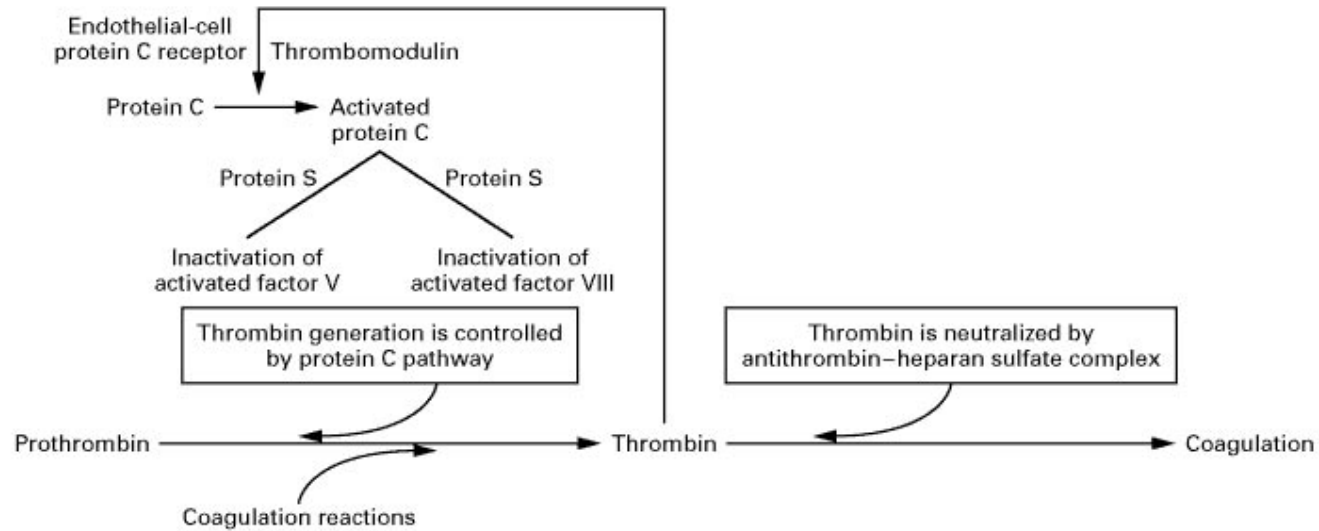 Endothelial-cell
protein C receptor
Thrombomodulin
Protein C
Activated
protein C
Protein S
Protein S
Inactivation of
activated factor V
Inactivation of
activated factor VIII
Thrombin generation is controlled
by protein C pathway
Thrombin is neutralized by
antithrombin–heparan sulfate complex
Prothrombin
Thrombin
Coagulation
Coagulation reactions